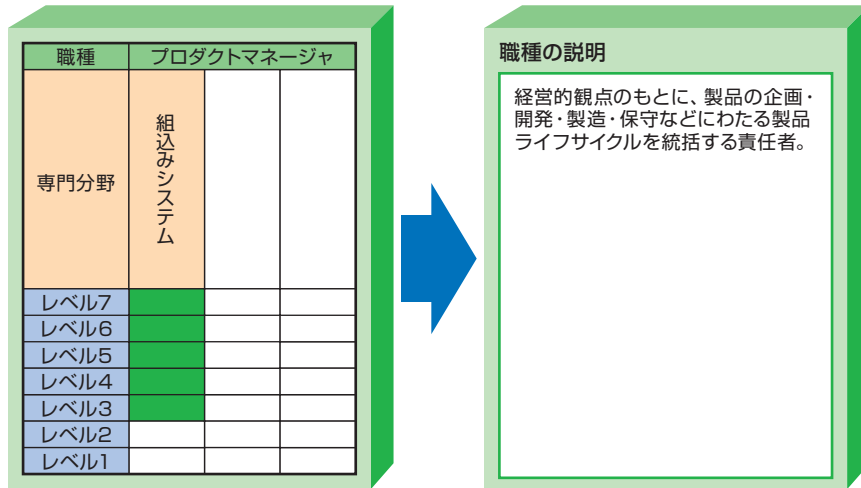 職種 プロダクトマネージャ
専門分野
組込みシステム
レベル7
レベル6
レベル5
レベル4
レベル3
レベル2
レベル1
職種の説明
経営的観点のもとに、製品の企画・
開発・製造・保守などにわたる製品
ライフサイクルを統括する責任者。